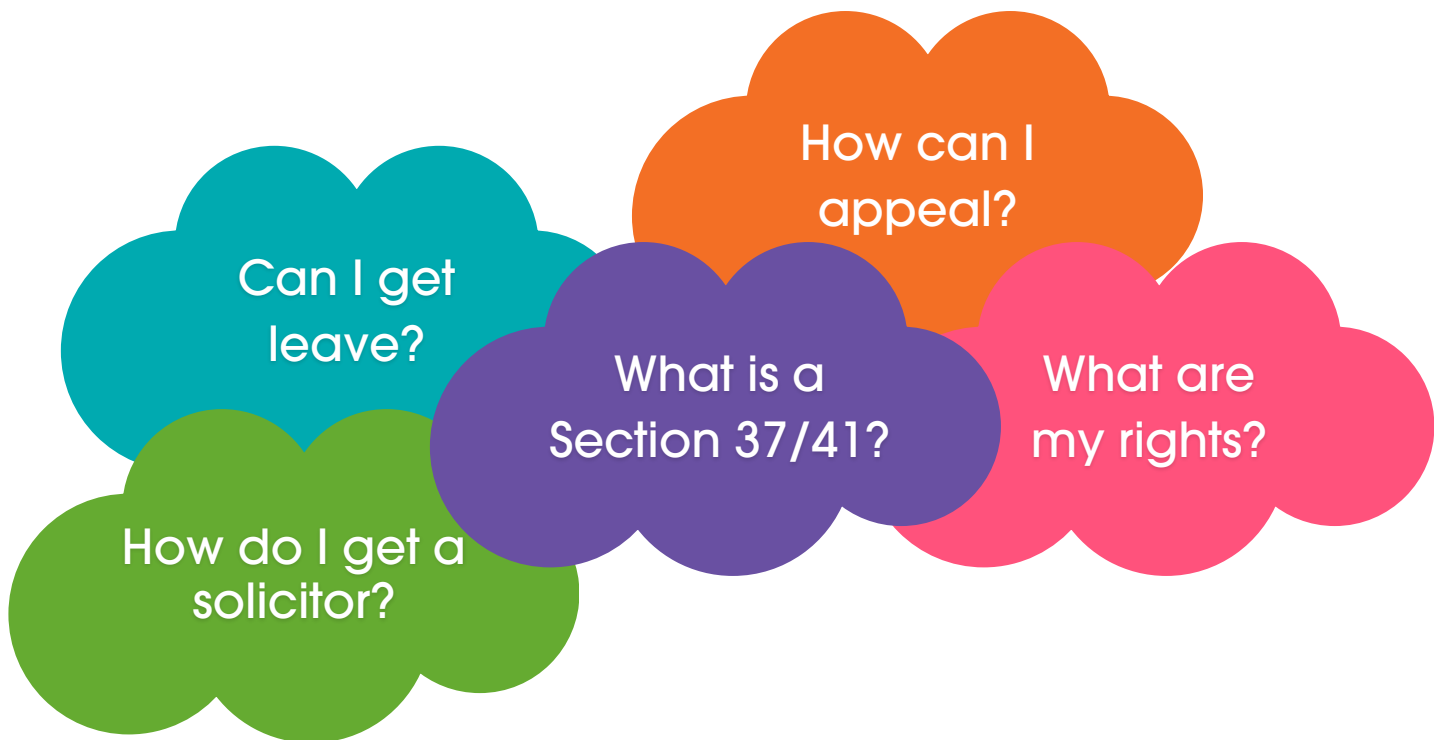 How can I
appeal?
Can I get
leave?
What is a
Section 37/41?
What are
my rights?
How do I get a
solicitor?